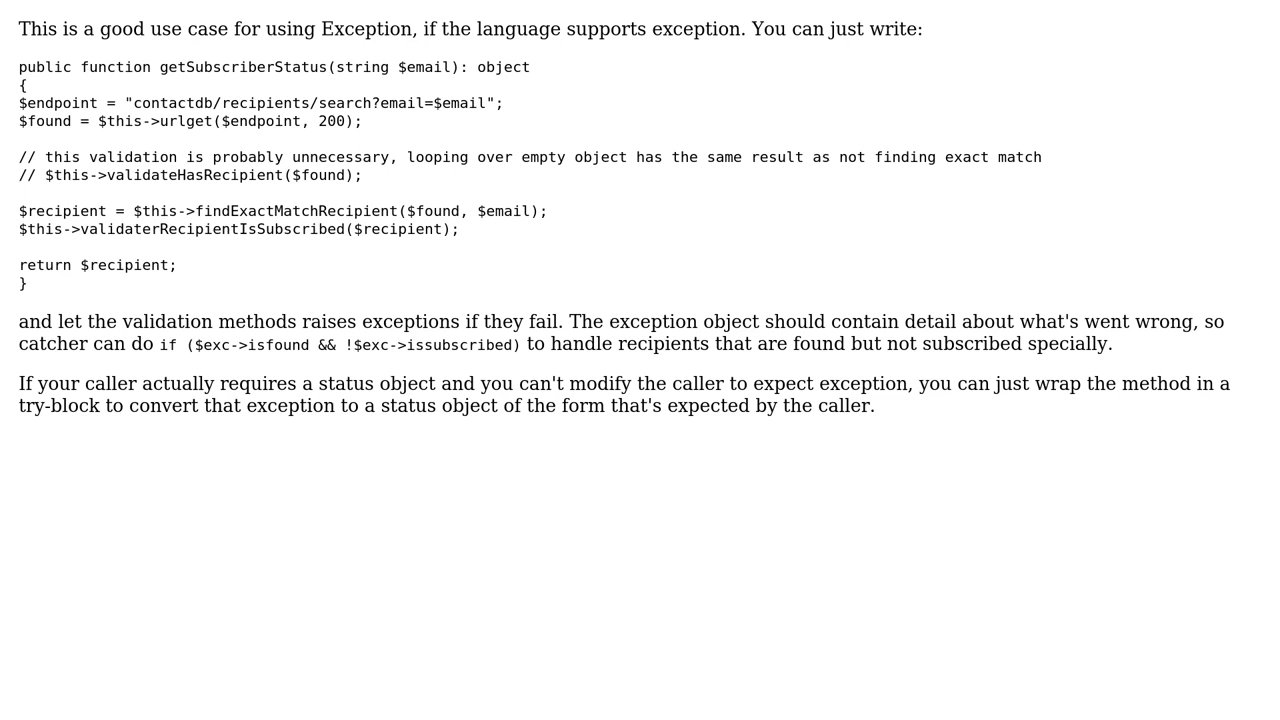 This is a good use case for using Exception, if the language supports exception. You can just write:
public function getSubscriberStatus(string $email): object
{
$endpoint = "contactdb/recipients/search?email=$email";
$found = $this->urlget($endpoint, 200);
// this validation is probably unnecessary, looping over empty object has the same result as not finding exact match
// $this->validateHasRecipient($found);
$recipient = $this->findExactMatchRecipient($found, $email);
$this->validaterRecipientIsSubscribed($recipient);
return $recipient;
}
and let the validation methods raises exceptions if they fail. The exception object should contain detail about what's went wrong, so
catcher can do if ($exc->isfound && !$exc->issubscribed) to handle recipients that are found but not subscribed specially.
If your caller actually requires a status object and you can't modify the caller to expect exception, you can just wrap the method in a
try-block to convert that exception to a status object of the form that's expected by the caller.